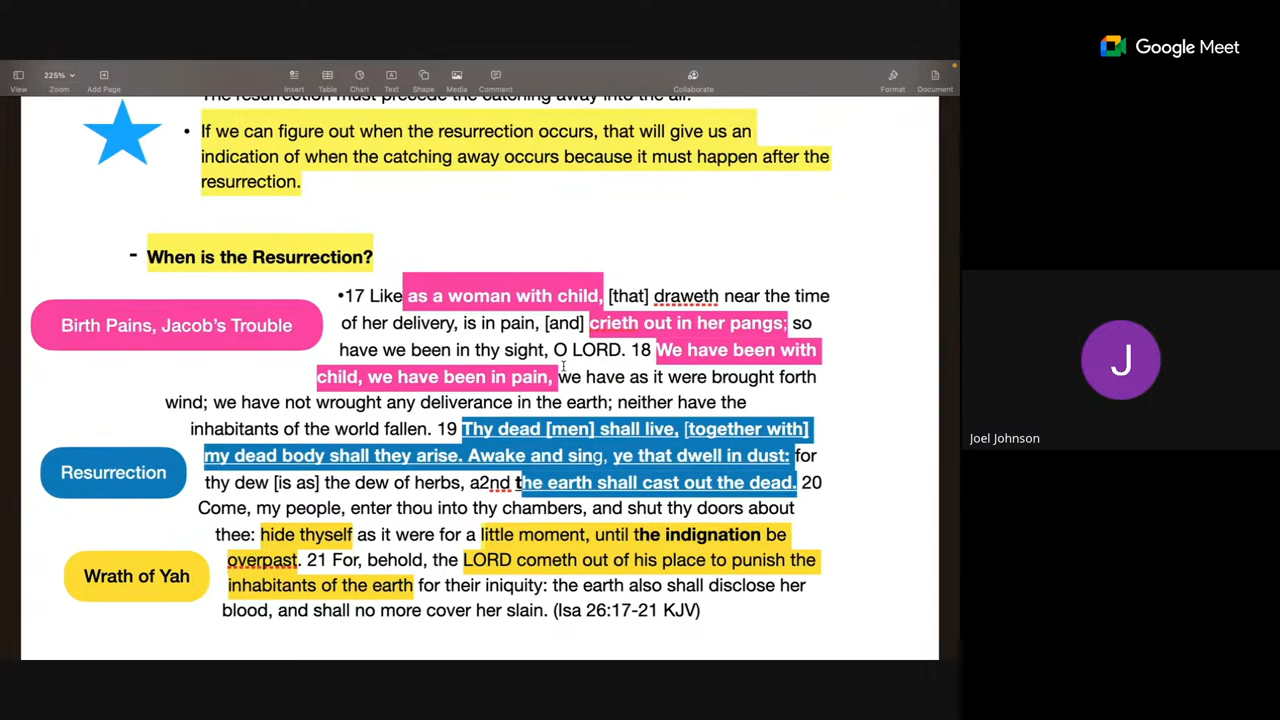 Google Meet
225%
View
Zoom
Add Page
Insert
Table
Chart
Text
Shape
Media
Comment
Collaborate
Format
Document
The resurrection must precede the catching away into the air.
• If we can figure out when the resurrection occurs, that will give us an
indication of when the catching away occurs because it must happen after the
resurrection.
- When is the Resurrection?
Birth Pains, Jacob's Trouble
•17 Like as a woman with child, [that] draweth near the time
of her delivery, is in pain, [and] crieth out in her pangs; so
have we been in thy sight, O LORD. 18 We have been with
child, we have been in pain, we have as it were brought forth
wind; we have not wrought any deliverance in the earth; neither have the
inhabitants of the world fallen. 19 Thy dead [men] shall live, [together with]
Resurrection
my dead body shall they arise. Awake and sing, ye that dwell in dust: for
thy dew [is as] the dew of herbs, a2nd the earth shall cast out the dead. 20
Come, my people, enter thou into thy chambers, and shut thy doors about
thee: hide thyself as it were for a little moment, until the indignation be
Wrath of Yah
overpast. 21 For, behold, the LORD cometh out of his place to punish the
inhabitants of the earth for their iniquity: the earth also shall disclose her
blood, and shall no more cover her slain. (Isa 26:17-21 KJV)
J
Joel Johnson